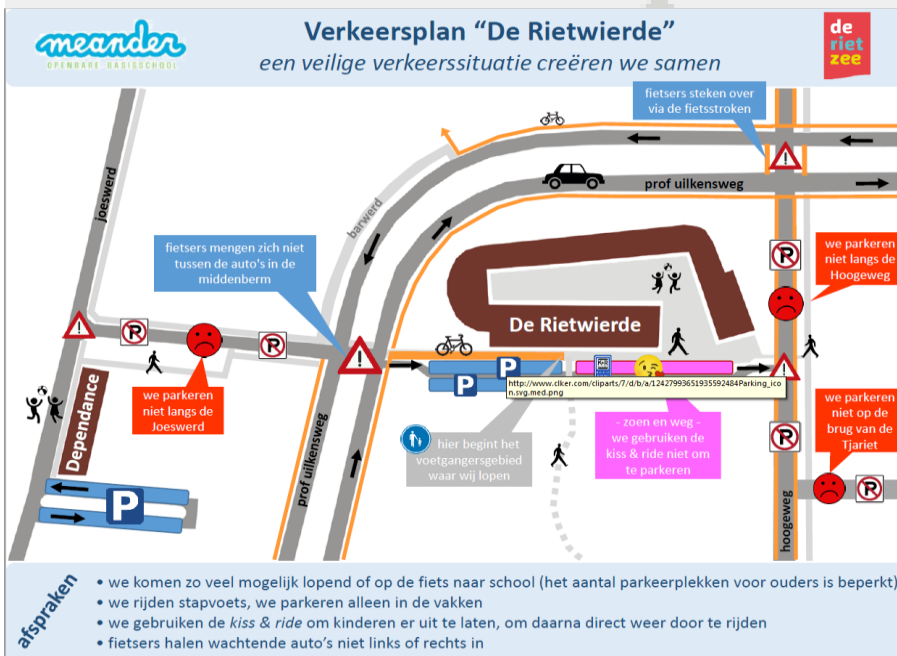 meander
OPENBARE BASISSCHOOL
Verkeersplan “De Rietwierde”
een veilige verkeerssituatie creëren we samen
de
riet
zee
fietsers steken over
via de fietsstroken
joeswerd
barwerd
prof uilkensweg
fietsers mengen zich niet
tussen de auto's in de
middenberm
we parkeren
niet langs de
Hoogeweg
De Rietwierde
P
P
P
http://www.clker.com/cliparts/7/d/b/a/12427993651935592484Parking_ico
n.svg.med.png
we parkeren
niet langs de
Joeswerd
Dependance
hier begint het
voetgangersgebied
waar wij lopen
- zoen en weg -
we gebruiken de
kiss & ride niet om
te parkeren
we parkeren
niet op de
brug van de
Tjariet
P
prof uilkensweg
hoogeweg
afspraken
• we komen zo veel mogelijk lopend of op de fiets naar school (het aantal parkeerplekken voor ouders is beperkt)
• we rijden stapvoets, we parkeren alleen in de vakken
• we gebruiken de kiss & ride om kinderen er uit te laten, om daarna direct weer door te rijden
• fietsers halen wachtende auto’s niet links of rechts in